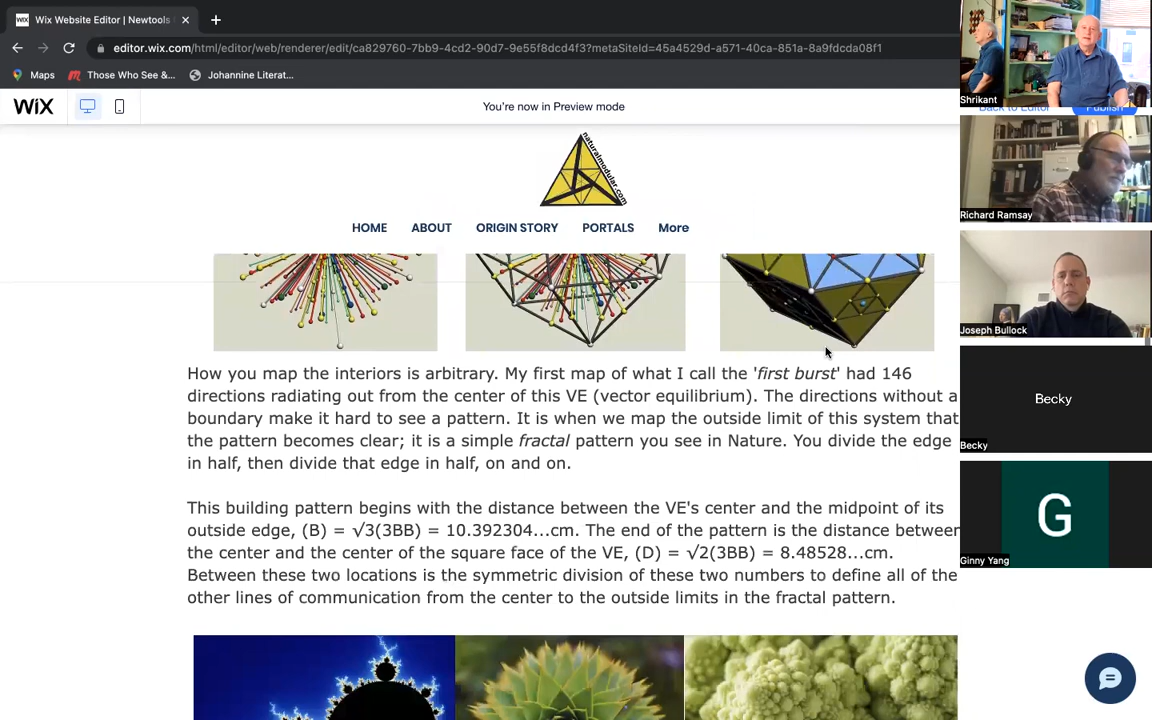 Wix Website Editor | Newtools
editor.wix.com/html/editor/web/renderer/edit/ca829760-7bb9-4cd2-90d7-9e55f8dcd4f3?metaSiteId=45a4529d-a571-40ca-851a-8a9fdcda08f1
Maps
Those Who See &...
Johannine Literat...
WiX
You're now in Preview mode
Back to Editor
Publish
naturalmodular.com
HOME
ABOUT
ORIGIN STORY
PORTALS
More
How you map the interiors is arbitrary. My first map of what I call the 'first burst' had 146
directions radiating out from the center of this VE (vector equilibrium). The directions without a
boundary make it hard to see a pattern. It is when we map the outside limit of this system that
the pattern becomes clear; it is a simple fractal pattern you see in Nature. You divide the edge
in half, then divide that edge in half, on and on.
This building pattern begins with the distance between the VE's center and the midpoint of its
outside edge, (B) = √3(3BB) = 10.392304...cm. The end of the pattern is the distance between
the center and the center of the square face of the VE, (D) = √2(3BB) = 8.48528...cm.
Between these two locations is the symmetric division of these two numbers to define all of the
other lines of communication from the center to the outside limits in the fractal pattern.
Shrikant
Richard Ramsay
Joseph Bullock
Becky
Becky
G
Ginny Yang